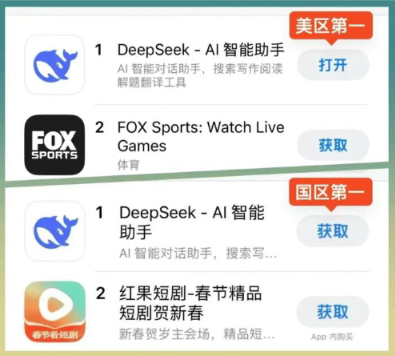 美区第一
1 DeepSeek - AI 智能助手
AI 智能对话助手，搜索写作阅读
解题翻译工具
打开
FOX
SPORTS
2 FOX Sports: Watch Live
Games
体育
获取
国区第一
1 DeepSeek - AI 智能
助手
AI 智能对话助手，搜索写...
获取
春节看短剧
2 红果短剧-春节精品
短剧贺新春
新春贺岁主会场，精品短...
获取
App 内购买